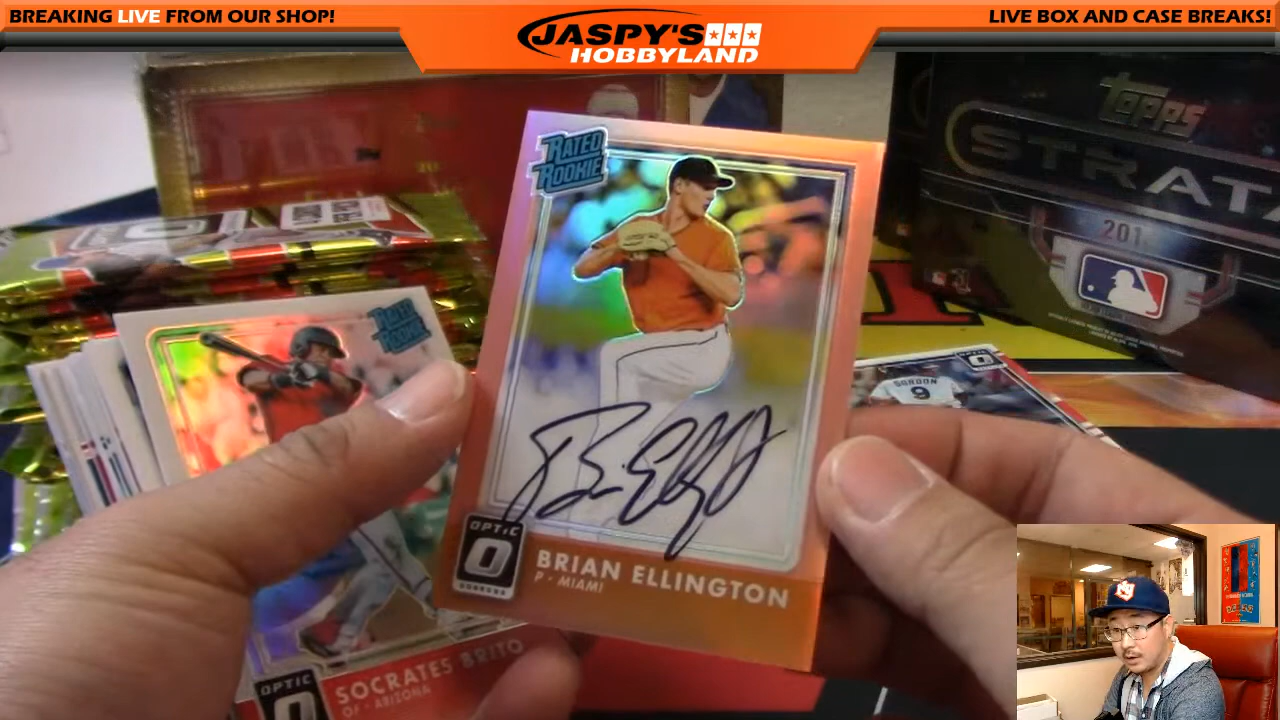 BREAKING LIVE FROM OUR SHOP!
JASPY'S
HOBBYLAND
LIVE BOX AND CASE BREAKS!
topps
STRATA
201
RATED
ROOKIE
RATED
ROOKIE
GORDON
9
OPTIC
BRIAN ELLINGTON
P • MIAMI
OPTIC
SOCRATES BRITO
OF • ARIZONA